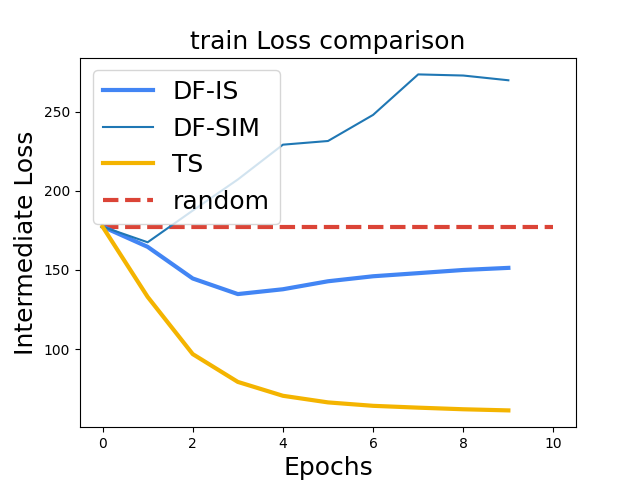 train Loss comparison
DF-IS
DF-SIM
TS
random
Intermediate Loss
250
200
150
100
0
2
4
6
8
10
Epochs